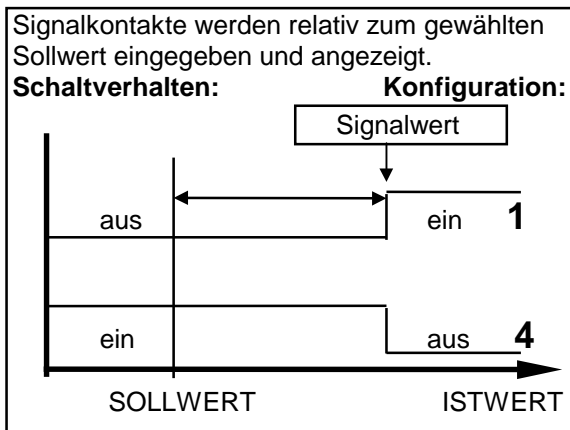 Signalkontakte werden relativ zum gewählten
Sollwert eingegeben und angezeigt.
Schaltverhalten: Konfiguration:
Signalwert
aus ein 1
ein aus 4
SOLLWERT ISTWERT